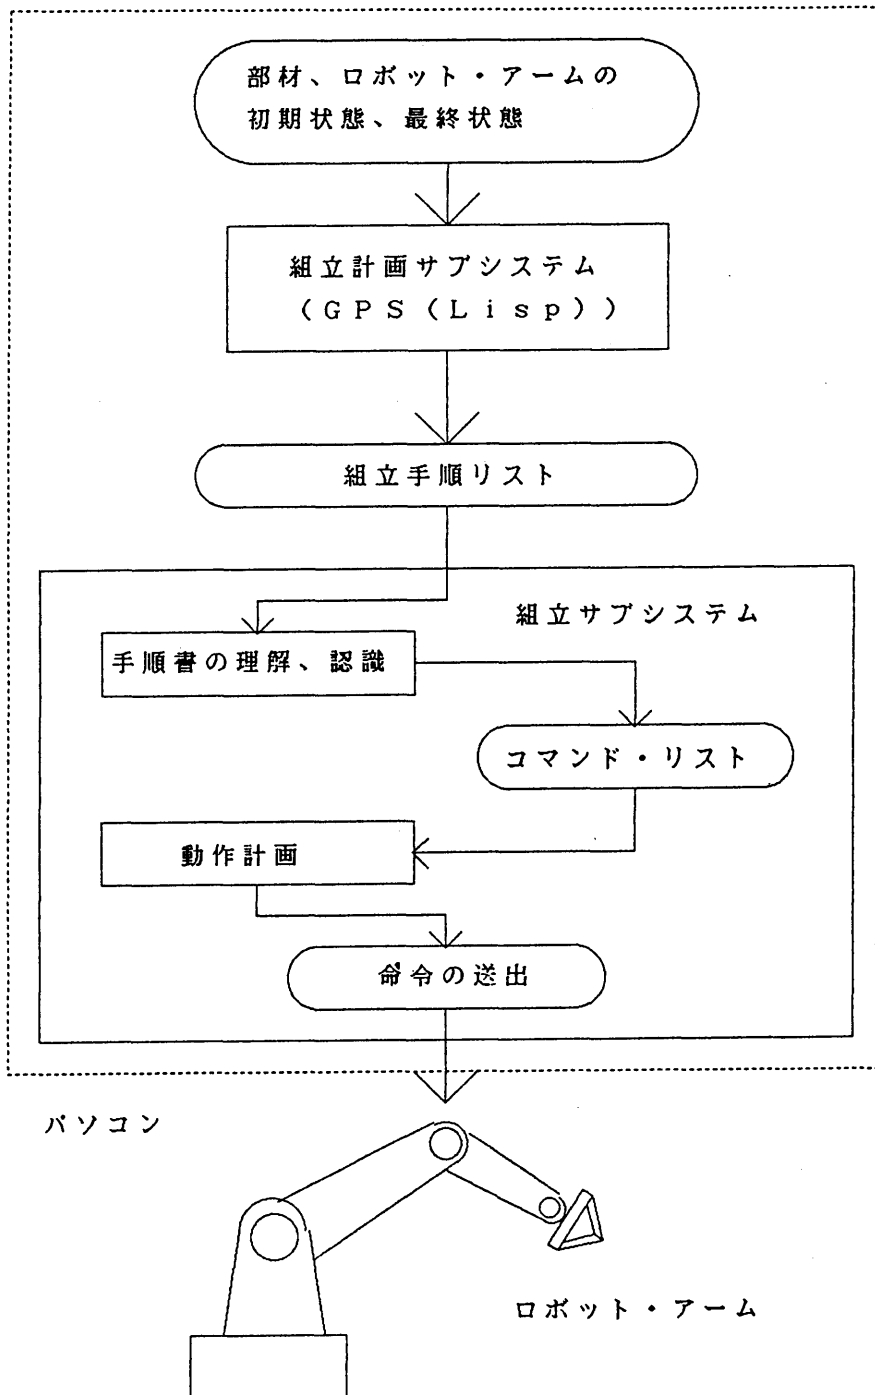 部材、ロボット・アームの
初期状態、最終状態
組立計画サブシステム
(GPS(Lisp))
組立手順リスト
組立サブシステム
手順書の理解、認識
コマンド・リスト
動作計画
命令の送出
パソコン
ロボット・アーム